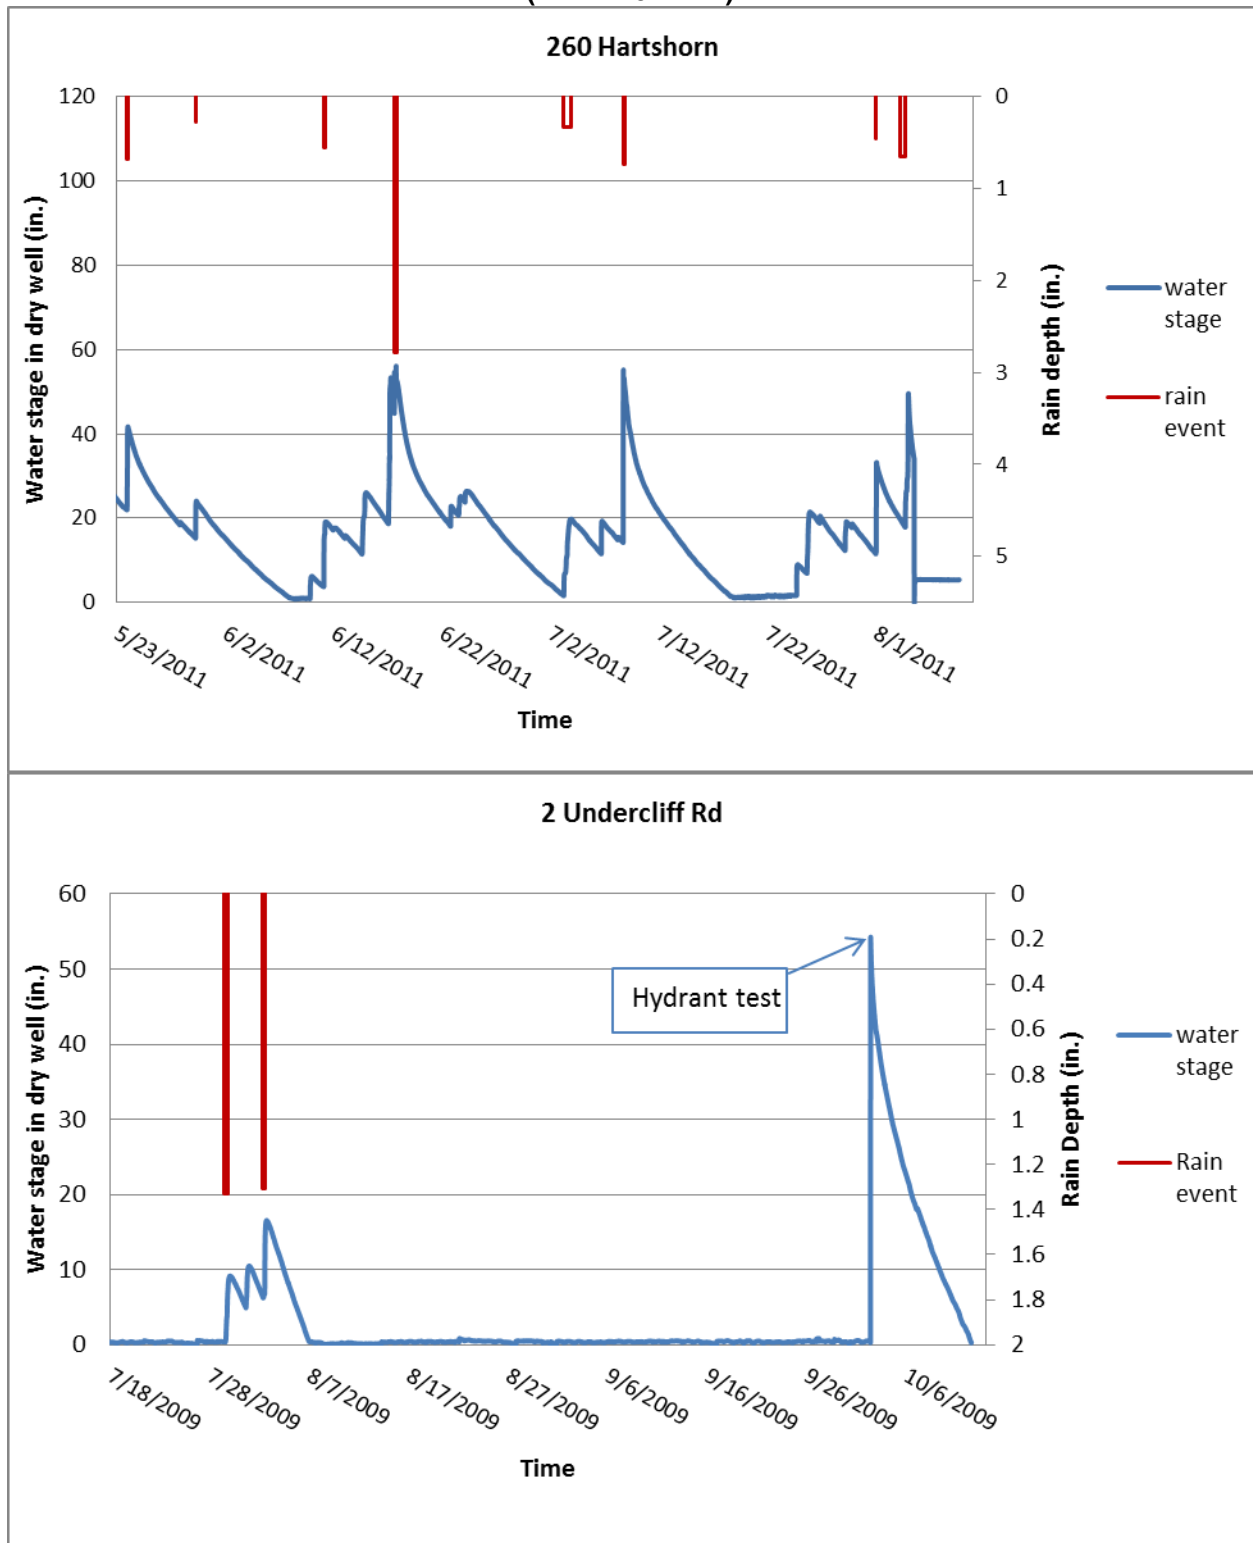 260 Hartshorn
120
100
80
60
40
20
0
Water stage in dry well (in.)
0
1
2
3
4
5
Rain depth (in.)
water
stage
rain
event
5/23/2011
6/2/2011
6/12/2011
6/22/2011
7/2/2011
7/12/2011
7/22/2011
8/1/2011
Time
2 Undercliff Rd
60
50
40
30
20
10
0
Water stage in dry well (in.)
Hydrant test
0
0.2
0.4
0.6
0.8
1
1.2
1.4
1.6
1.8
2
Rain Depth (in.)
water
stage
Rain
event
7/18/2009
7/28/2009
8/7/2009
8/17/2009
8/27/2009
9/6/2009
9/16/2009
9/26/2009
10/6/2009
Time